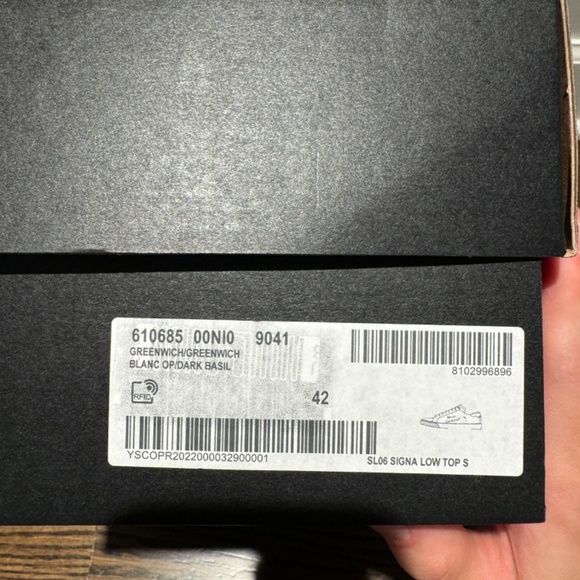 610685 00NI0 9041
GREENWICH/GREENWICH
BLANC OP/DARK BASIL
8102996896
RFID
42
YSCOPR2022000032900001
SL06 SIGNA LOW TOP S